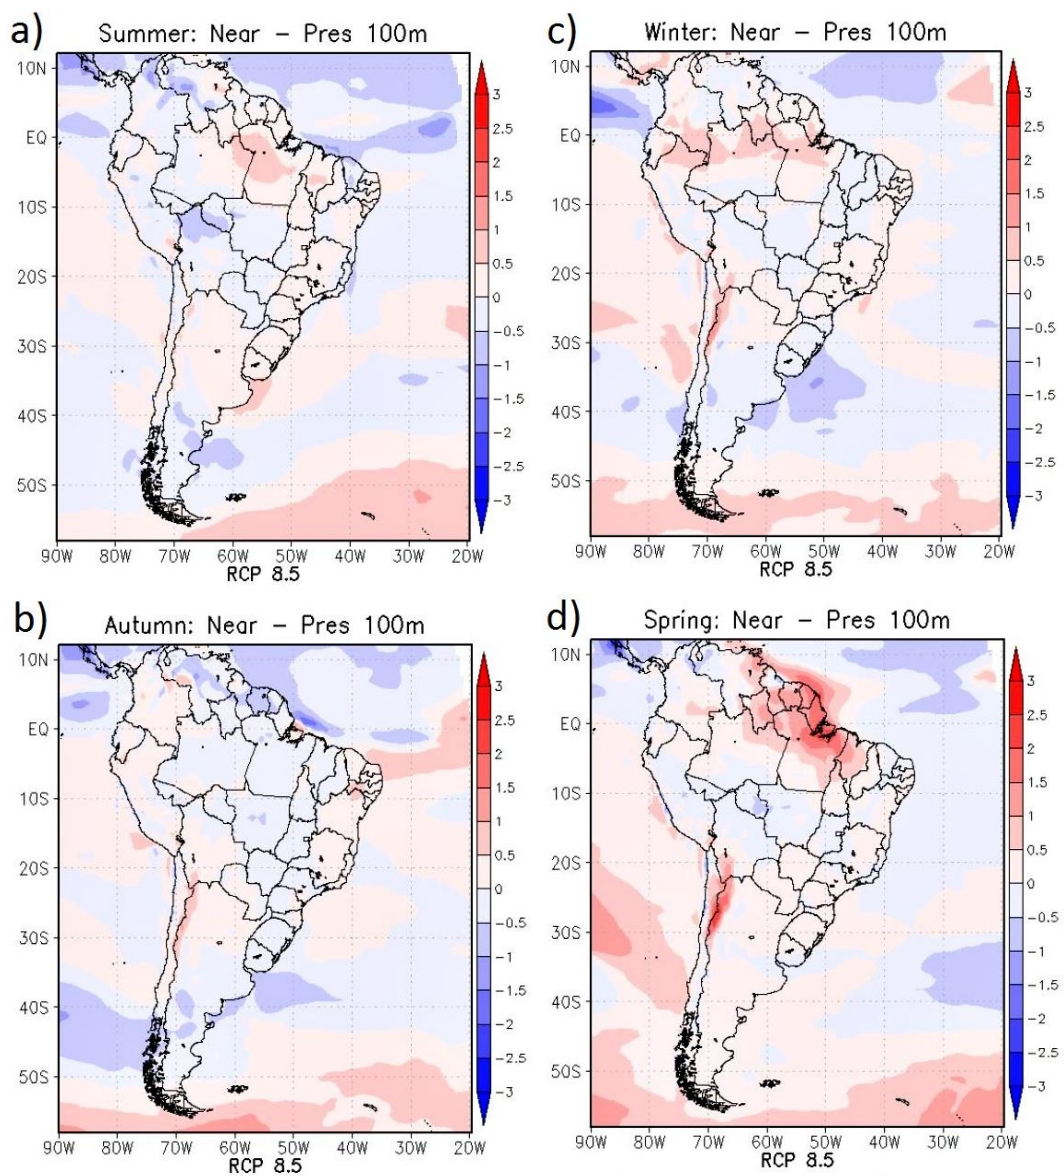 a)
Summer: Near – Pres 100m
10N
EQ
10S
20S
30S
40S
50S
90W 80W 70W 60W 50W 40W 30W 20W
RCP 8.5
3
2.5
2
1.5
1
0.5
0
−0.5
−1
−1.5
−2
−2.5
−3
c)
Winter: Near – Pres 100m
10N
EQ
10S
20S
30S
40S
50S
90W 80W 70W 60W 50W 40W 30W 20W
RCP 8.5
3
2.5
2
1.5
1
0.5
0
−0.5
−1
−1.5
−2
−2.5
−3
b)
Autumn: Near – Pres 100m
10N
EQ
10S
20S
30S
40S
50S
90W 80W 70W 60W 50W 40W 30W 20W
RCP 8.5
3
2.5
2
1.5
1
0.5
0
−0.5
−1
−1.5
−2
−2.5
−3
d)
Spring: Near – Pres 100m
10N
EQ
10S
20S
30S
40S
50S
90W 80W 70W 60W 50W 40W 30W 20W
RCP 8.5
3
2.5
2
1.5
1
0.5
0
−0.5
−1
−1.5
−2
−2.5
−3